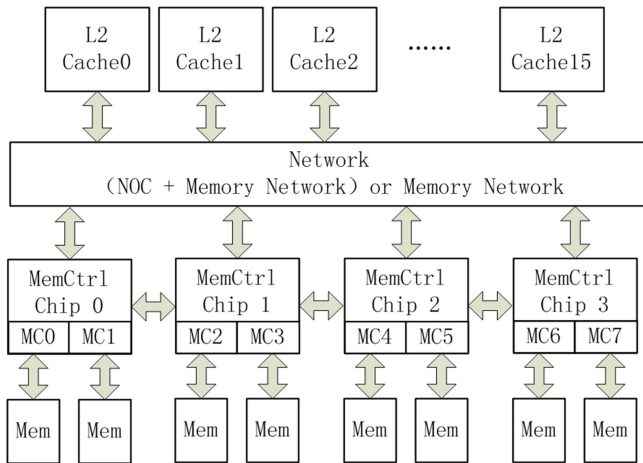 L2
Cache0
L2
Cache1
L2
Cache2
......
L2
Cache15
Network
(NOC + Memory Network) or Memory Network
MemCtrl
Chip 0
MemCtrl
Chip 1
MemCtrl
Chip 2
MemCtrl
Chip 3
MC0
MC1
MC2
MC3
MC4
MC5
MC6
MC7
Mem
Mem
Mem
Mem
Mem
Mem
Mem
Mem